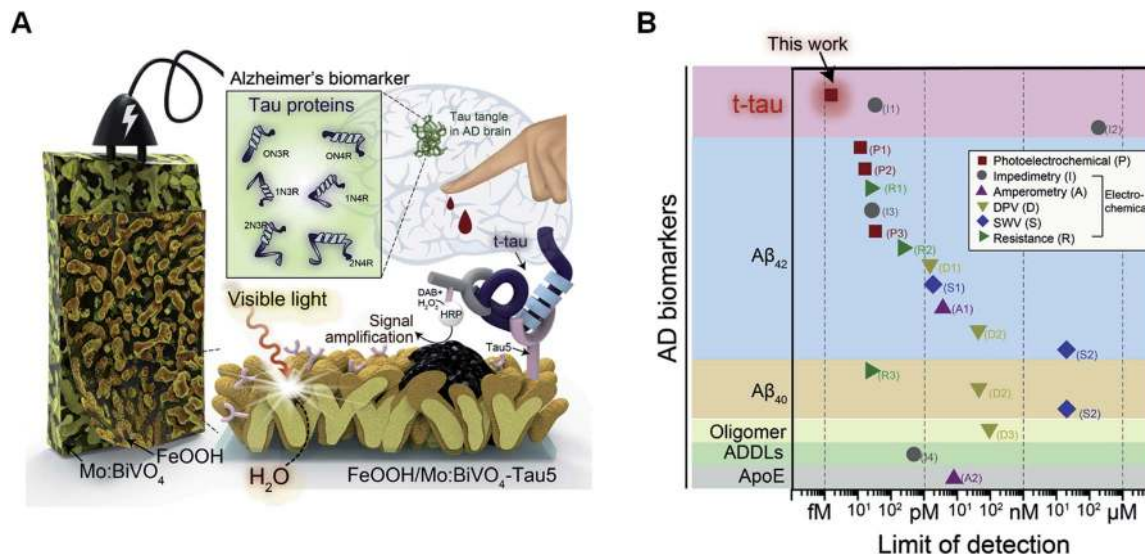 A
Alzheimer's biomarker
Tau proteins
0N3R
0N4R
1N3R
1N4R
2N3R
2N4R
Tau tangle
in AD brain
t-tau
DAB+
H₂O₂
HRP
Visible light
Signal
amplification
Tau5
FeOOH
Mo:BiVO₄
H₂O
FeOOH/Mo:BiVO₄-Tau5
B
This work
AD biomarkers
t-tau
(I1)
(I2)
Aβ₄₂
(P1)
(P2)
(R1)
(I3)
(P3)
(R2)
(D1)
(S1)
(A1)
(D2)
(S2)
Photoelectrochemical (P)
Impedimetry (I)
Amperometry (A)
DPV (D)
SWV (S)
Resistance (R)
Electro-
chemical
Aβ₄₀
(R3)
(D2)
(S2)
Oligomer
(D3)
ADDLs
(I4)
ApoE
(A2)
fM 10¹ 10² pM 10¹ 10² nM 10¹ 10² μM
Limit of detection